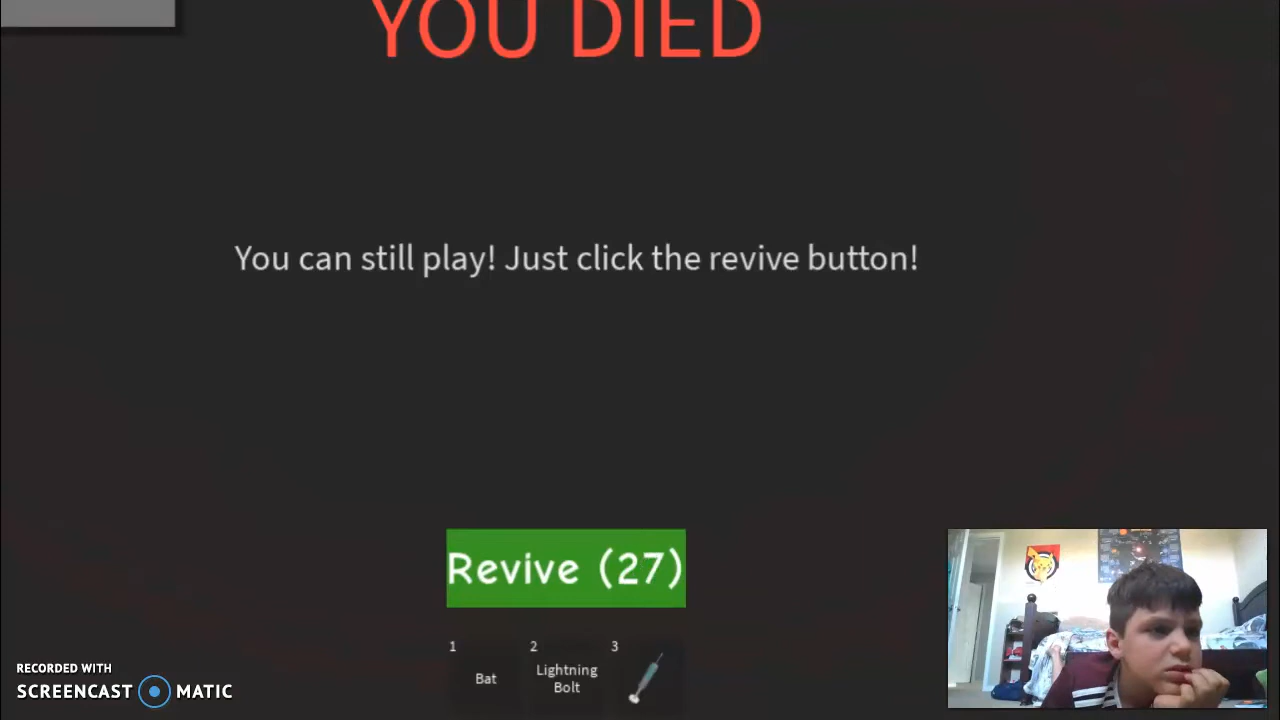 YOU DIED
You can still play! Just click the revive button!
Revive (27)
1
2
3
Bat
Lightning
Bolt
RECORDED WITH
SCREENCAST MATIC